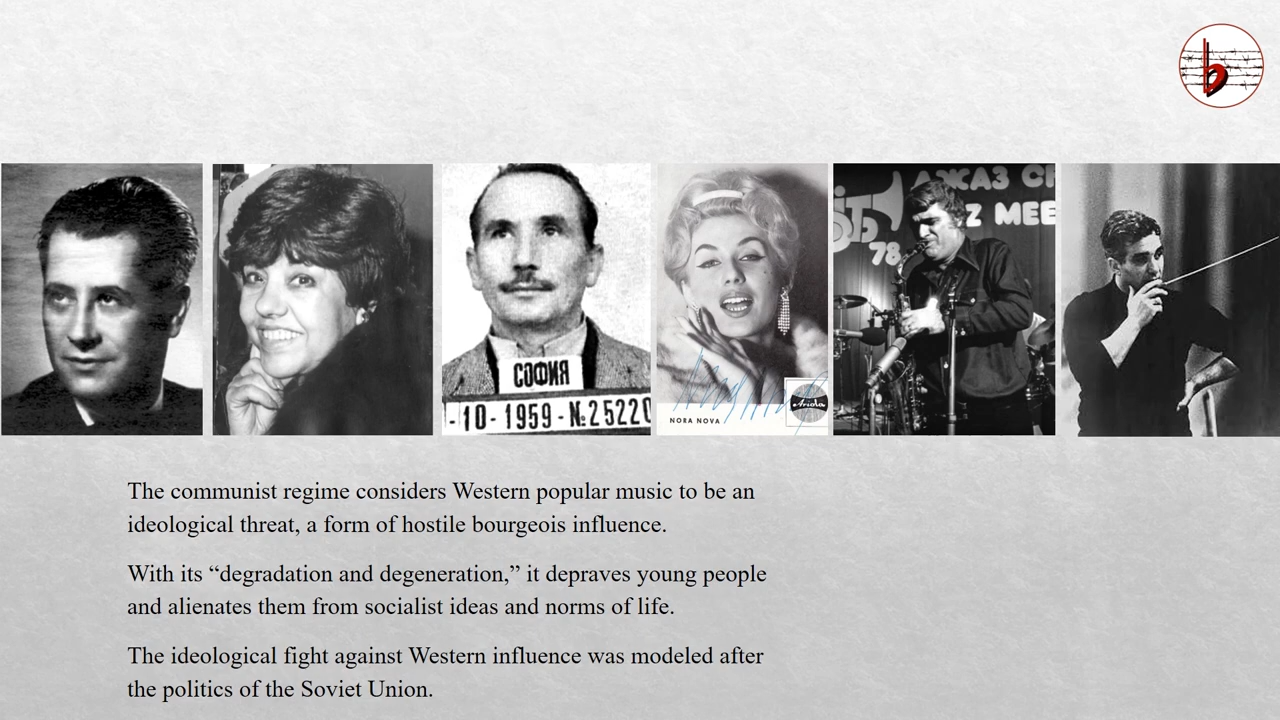 СОФИЯ
-10-1959-№25220
NORA NOVA
Ariola
ДЖАЗ СР
Z MEE
78
The communist regime considers Western popular music to be an
ideological threat, a form of hostile bourgeois influence.
With its “degradation and degeneration,” it depraves young people
and alienates them from socialist ideas and norms of life.
The ideological fight against Western influence was modeled after
the politics of the Soviet Union.